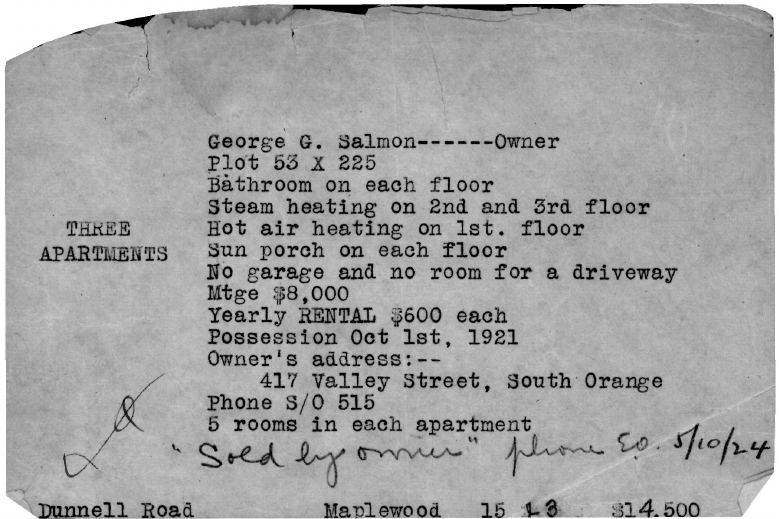 George G. Salmon------Owner
Plot 53 X 225
Bathroom on each floor
Steam heating on 2nd and 3rd floor
THREE
APARTMENTS
Hot air heating on 1st. floor
Sun porch on each floor
No garage and no room for a driveway
Mtge $8,000
Yearly RENTAL $600 each
Possession Oct 1st, 1921
Owner's address:--
417 Valley Street, South Orange
Phone S/O 515
5 rooms in each apartment
"Sold by owner" phone S.O. 5/10/24
Dunnell Road Maplewood 15 $14,500